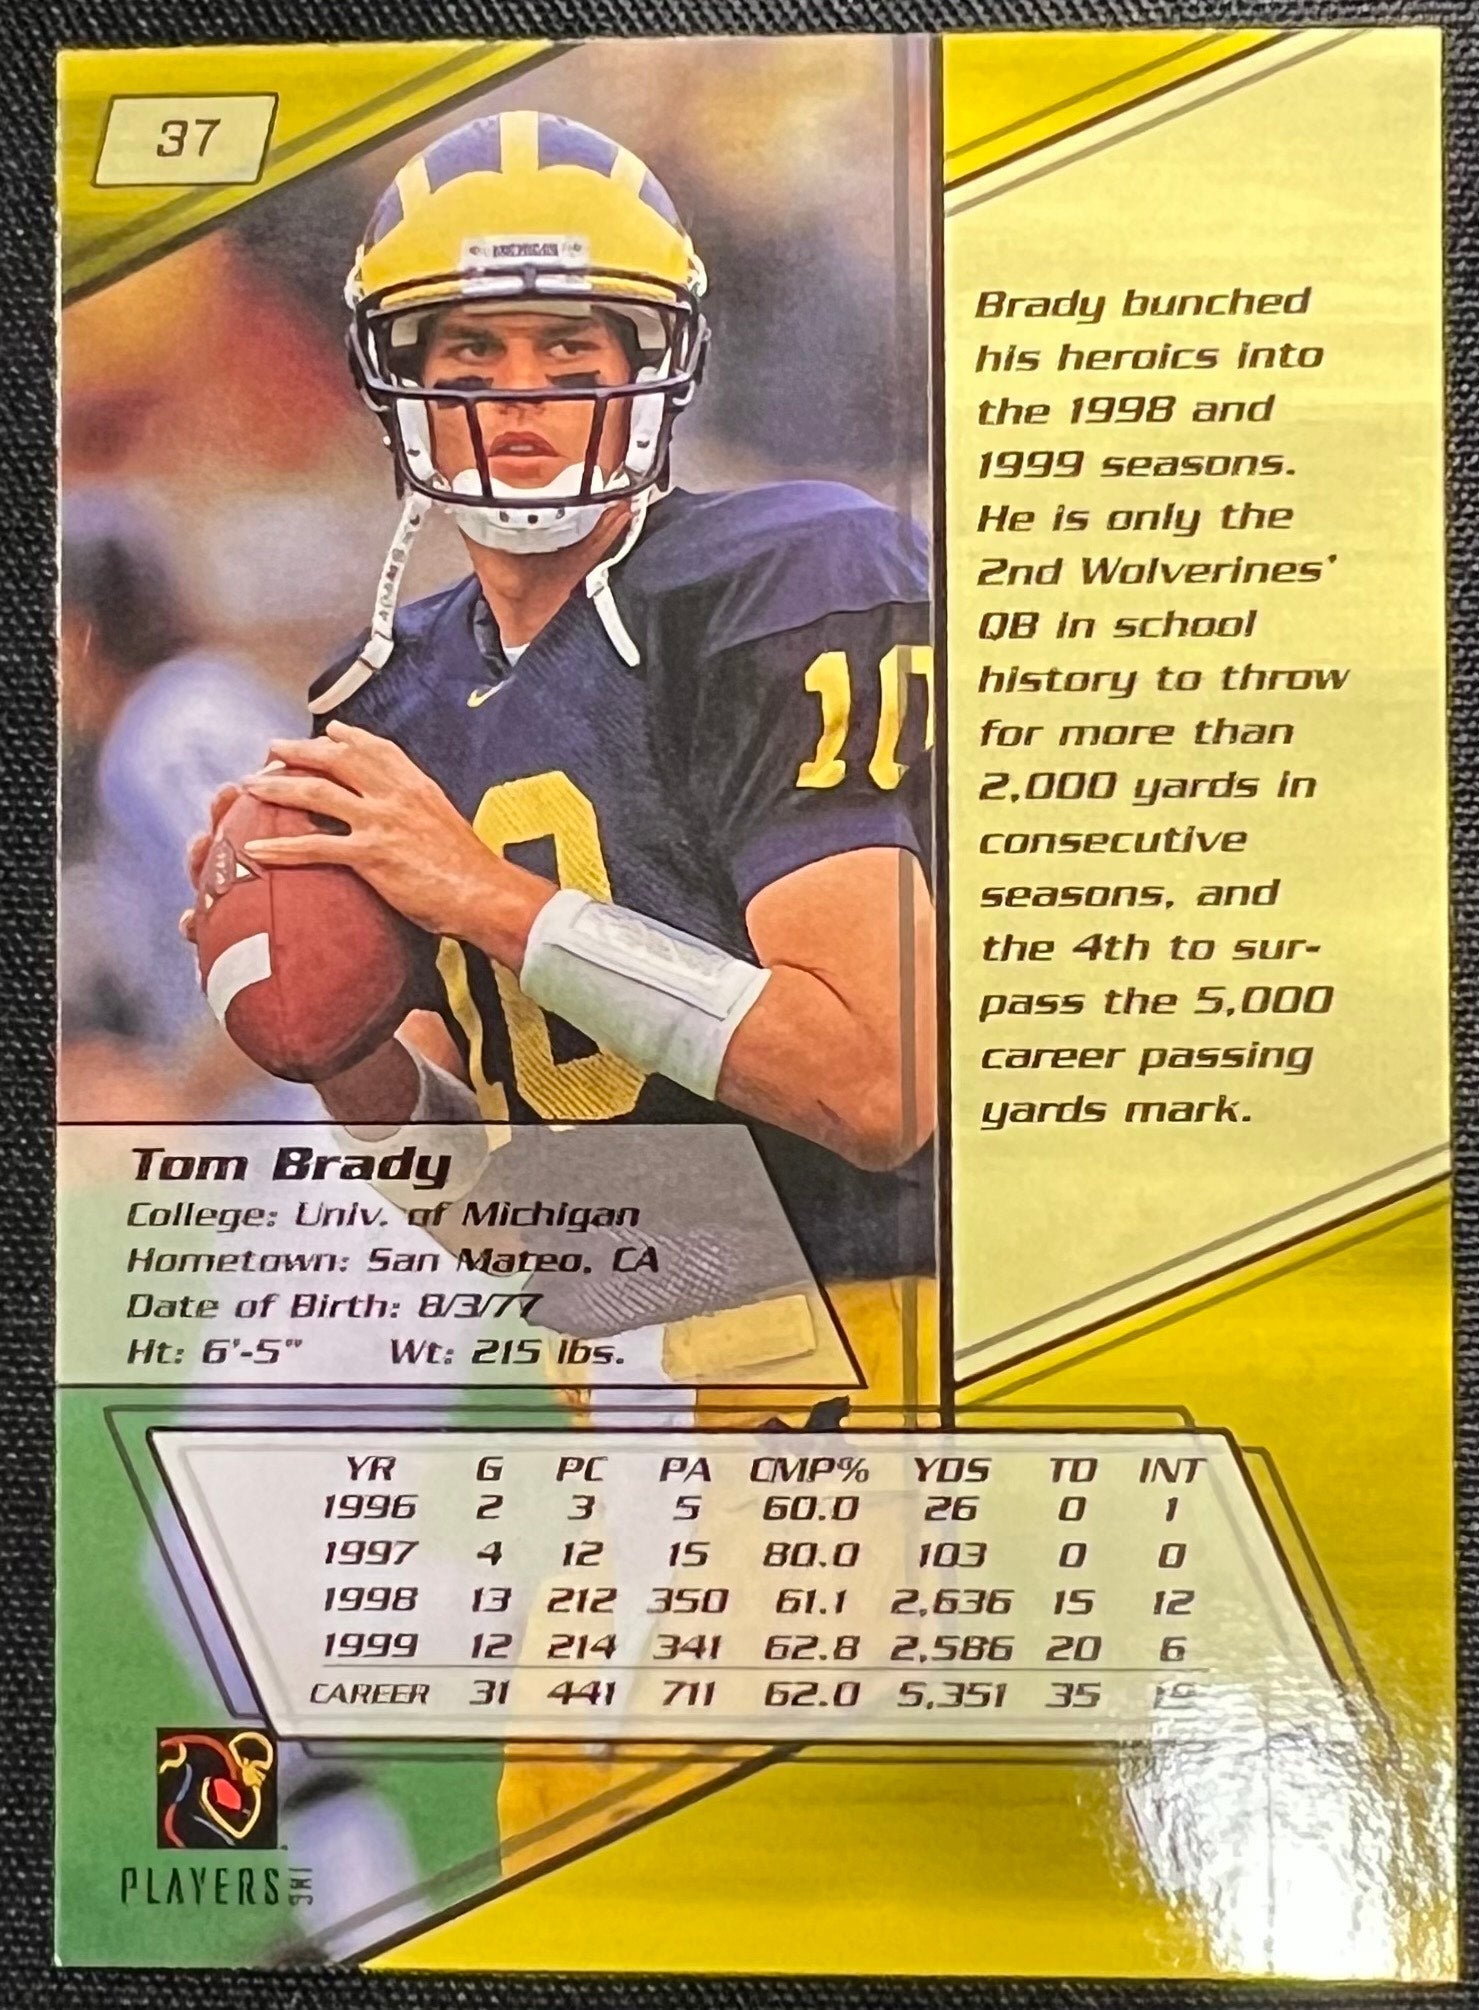 37
MICHIGAN
ADAMS
10
10
Brady bunched
his heroics into
the 1998 and
1999 seasons.
He is only the
2nd Wolverines'
QB in school
history to throw
for more than
2,000 yards in
consecutive
seasons, and
the 4th to sur-
pass the 5,000
career passing
yards mark.
Tom Brady
College: Univ. of Michigan
Hometown: San Mateo, CA
Date of Birth: 8/3/77
Ht: 6'-5" Wt: 215 lbs.
YR G PC PA CMP% YDS TD INT
1996 2 3 5 60.0 26 0 1
1997 4 12 15 80.0 103 0 0
1998 13 212 350 61.1 2,636 15 12
1999 12 214 341 62.8 2,586 20 6
CAREER 31 441 711 62.0 5,351 35 19
PLAYERS INC